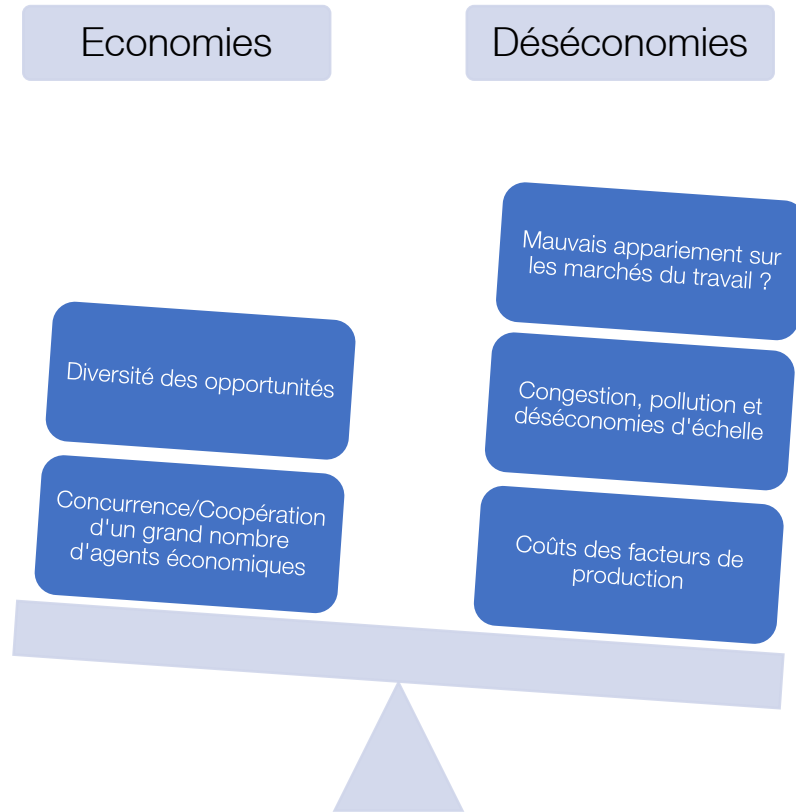 Economies
Déséconomies
Diversité des opportunités
Concurrence/Coopération
d'un grand nombre
d'agents économiques
Mauvais appariement sur
les marchés du travail ?
Congestion, pollution et
déséconomies d'échelle
Coûts des facteurs de
production